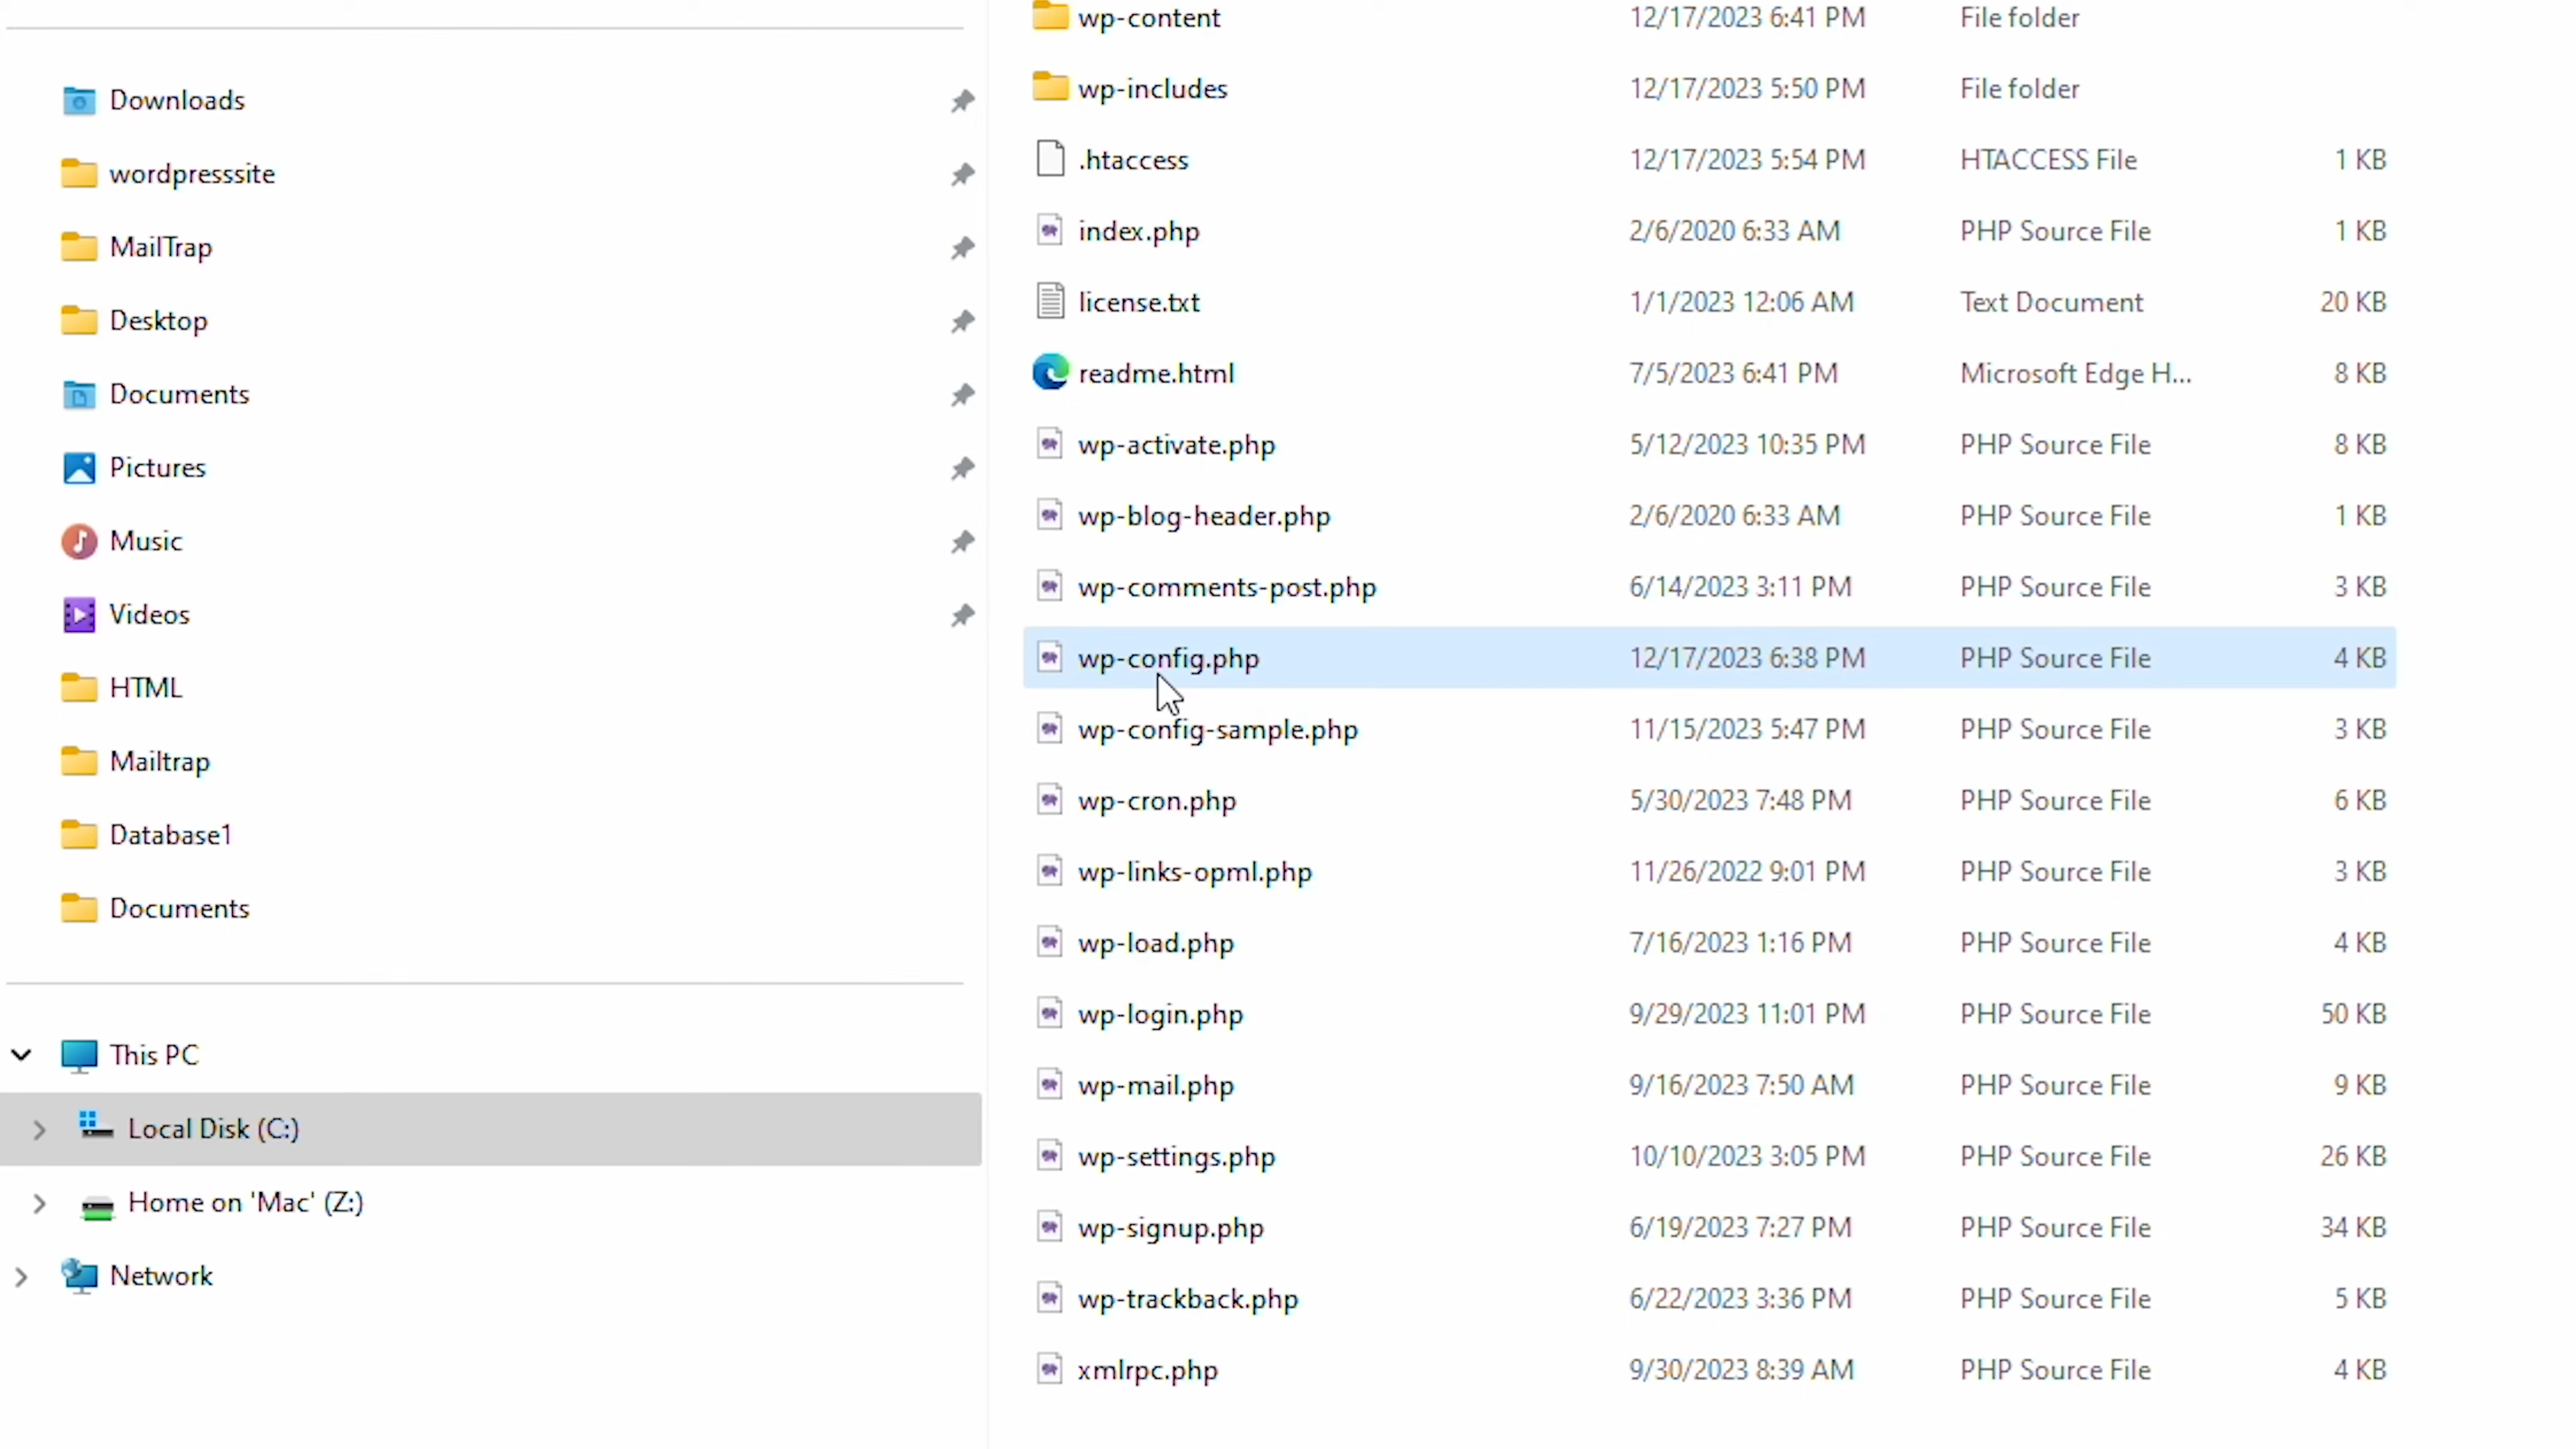 Downloads
wordpresssite
MailTrap
Desktop
Documents
Pictures
Music
Videos
HTML
Mailtrap
Database1
Documents
This PC
Local Disk (C:)
Home on 'Mac' (Z:)
Network
wp-content 12/17/2023 6:41 PM File folder
wp-includes 12/17/2023 5:50 PM File folder
.htaccess 12/17/2023 5:54 PM HTACCESS File 1 KB
index.php 2/6/2020 6:33 AM PHP Source File 1 KB
license.txt 1/1/2023 12:06 AM Text Document 20 KB
readme.html 7/5/2023 6:41 PM Microsoft Edge H... 8 KB
wp-activate.php 5/12/2023 10:35 PM PHP Source File 8 KB
wp-blog-header.php 2/6/2020 6:33 AM PHP Source File 1 KB
wp-comments-post.php 6/14/2023 3:11 PM PHP Source File 3 KB
wp-config.php 12/17/2023 6:38 PM PHP Source File 4 KB
wp-config-sample.php 11/15/2023 5:47 PM PHP Source File 3 KB
wp-cron.php 5/30/2023 7:48 PM PHP Source File 6 KB
wp-links-opml.php 11/26/2022 9:01 PM PHP Source File 3 KB
wp-load.php 7/16/2023 1:16 PM PHP Source File 4 KB
wp-login.php 9/29/2023 11:01 PM PHP Source File 50 KB
wp-mail.php 9/16/2023 7:50 AM PHP Source File 9 KB
wp-settings.php 10/10/2023 3:05 PM PHP Source File 26 KB
wp-signup.php 6/19/2023 7:27 PM PHP Source File 34 KB
wp-trackback.php 6/22/2023 3:36 PM PHP Source File 5 KB
xmlrpc.php 9/30/2023 8:39 AM PHP Source File 4 KB